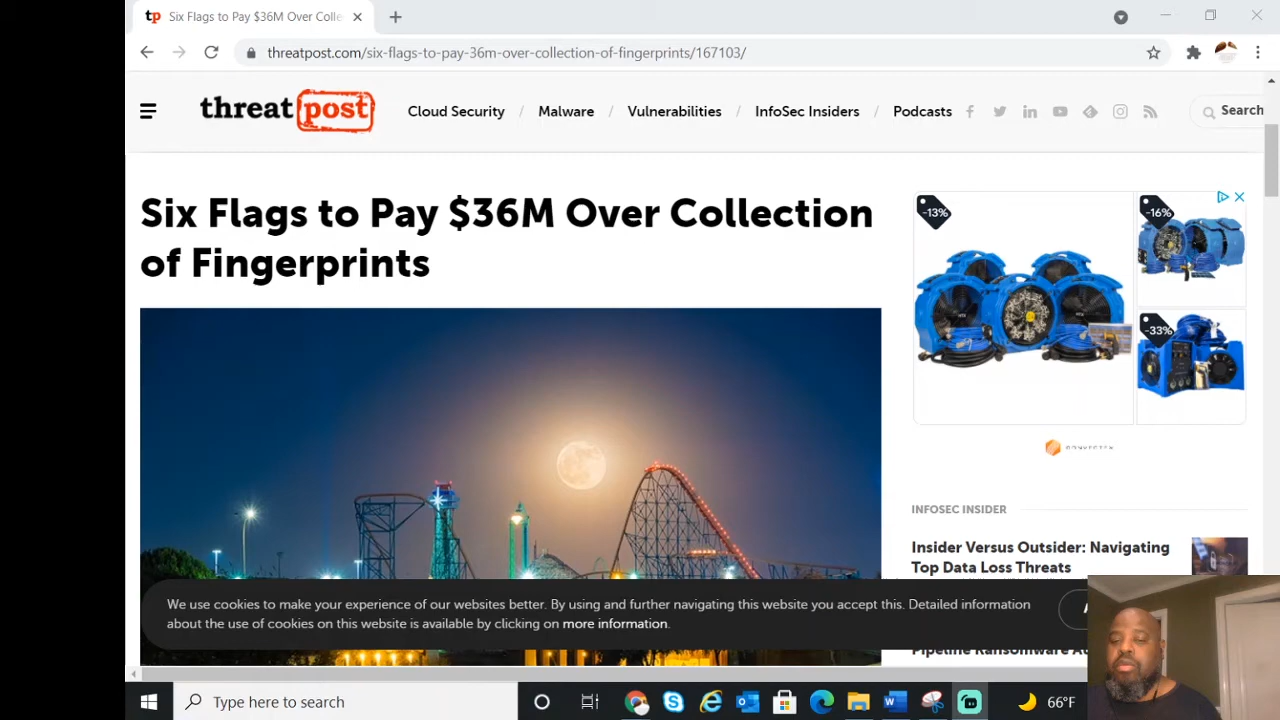 Six Flags to Pay $36M Over Colle
threatpost.com/six-flags-to-pay-36m-over-collection-of-fingerprints/167103/
threat post
Cloud Security / Malware / Vulnerabilities / InfoSec Insiders / Podcasts
Search
Six Flags to Pay $36M Over Collection
of Fingerprints
-13%
-16%
-33%
INFOSEC INSIDER
Insider Versus Outsider: Navigating
Top Data Loss Threats
We use cookies to make your experience of our websites better. By using and further navigating this website you accept this. Detailed information
about the use of cookies on this website is available by clicking on more information.
Pipeline Ransomware
Type here to search
66°F